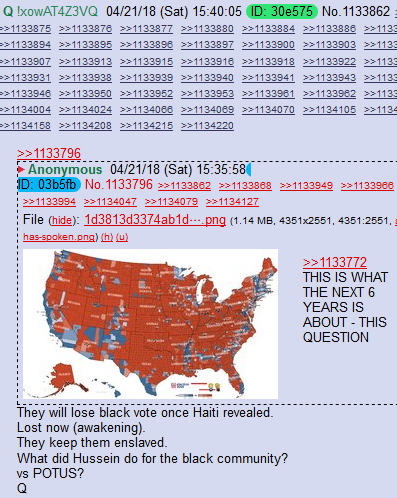 Q !xowAT4Z3VQ 04/21/18 (Sat) 15:40:05 ID: 30e575 No.1133862
>>1133875 >>1133876 >>1133877 >>1133880 >>1133884 >>1133886
>>1133894 >>1133895 >>1133896 >>1133897 >>1133900 >>1133903
>>1133907 >>1133913 >>1133915 >>1133916 >>1133918 >>1133922
>>1133931 >>1133938 >>1133939 >>1133940 >>1133941 >>1133943
>>1133946 >>1133950 >>1133952 >>1133953 >>1133961 >>1133962
>>1134004 >>1134024 >>1134066 >>1134069 >>1134070 >>1134105
>>1134158 >>1134208 >>1134215 >>1134220
>>1133796
Anonymous 04/21/18 (Sat) 15:35:58
ID: 03b5fb No.1133796 >>1133862 >>1133868 >>1133949 >>1133966
>>1133994 >>1134047 >>1134079 >>1134127
File (hide): 1d3813d3374ab1d⋯.png (1.14 MB, 4351x2551, 4351:2551,
has-spoken.png) (h) (u)
>>1133772
THIS IS WHAT
THE NEXT 6
YEARS IS
ABOUT - THIS
QUESTION
They will lose black vote once Haiti revealed.
Lost now (awakening).
They keep them enslaved.
What did Hussein do for the black community?
vs POTUS?
Q